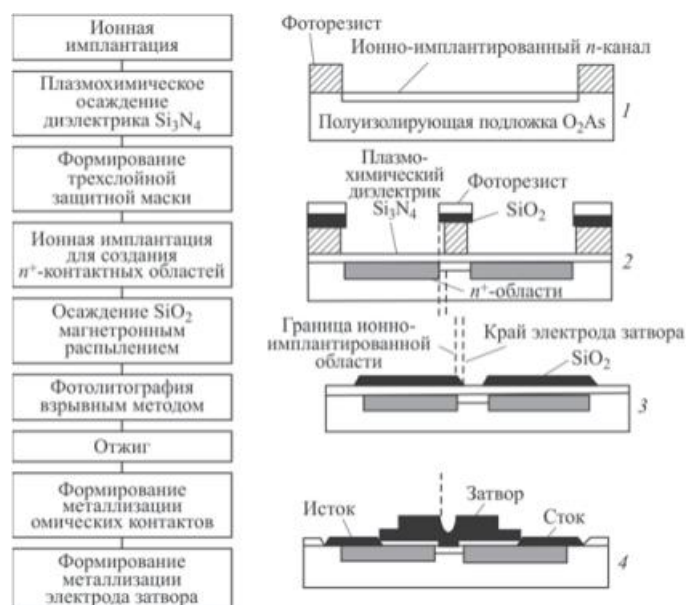 Ионная
имплантация
Плазмохимическое
осаждение
диэлектрика Si₃N₄
Формирование
трехслойной
защитной маски
Ионная имплантация
для создания
n⁺-контактных областей
Осаждение SiO₂
магнетронным
распылением
Фотолитография
взрывным методом
Отжиг
Формирование
металлизации
омических контактов
Формирование
металлизации
электрода затвора
Фоторезист
Ионно-имплантированный n-канал
Полуизолирующая подложка O₂As
1
Плазмо-
химический
диэлектрик
Si₃N₄
Фоторезист
SiO₂
2
n⁺-области
Граница ионно-
имплантированной
области
Край электрода затвора
SiO₂
3
Исток
Затвор
Сток
4